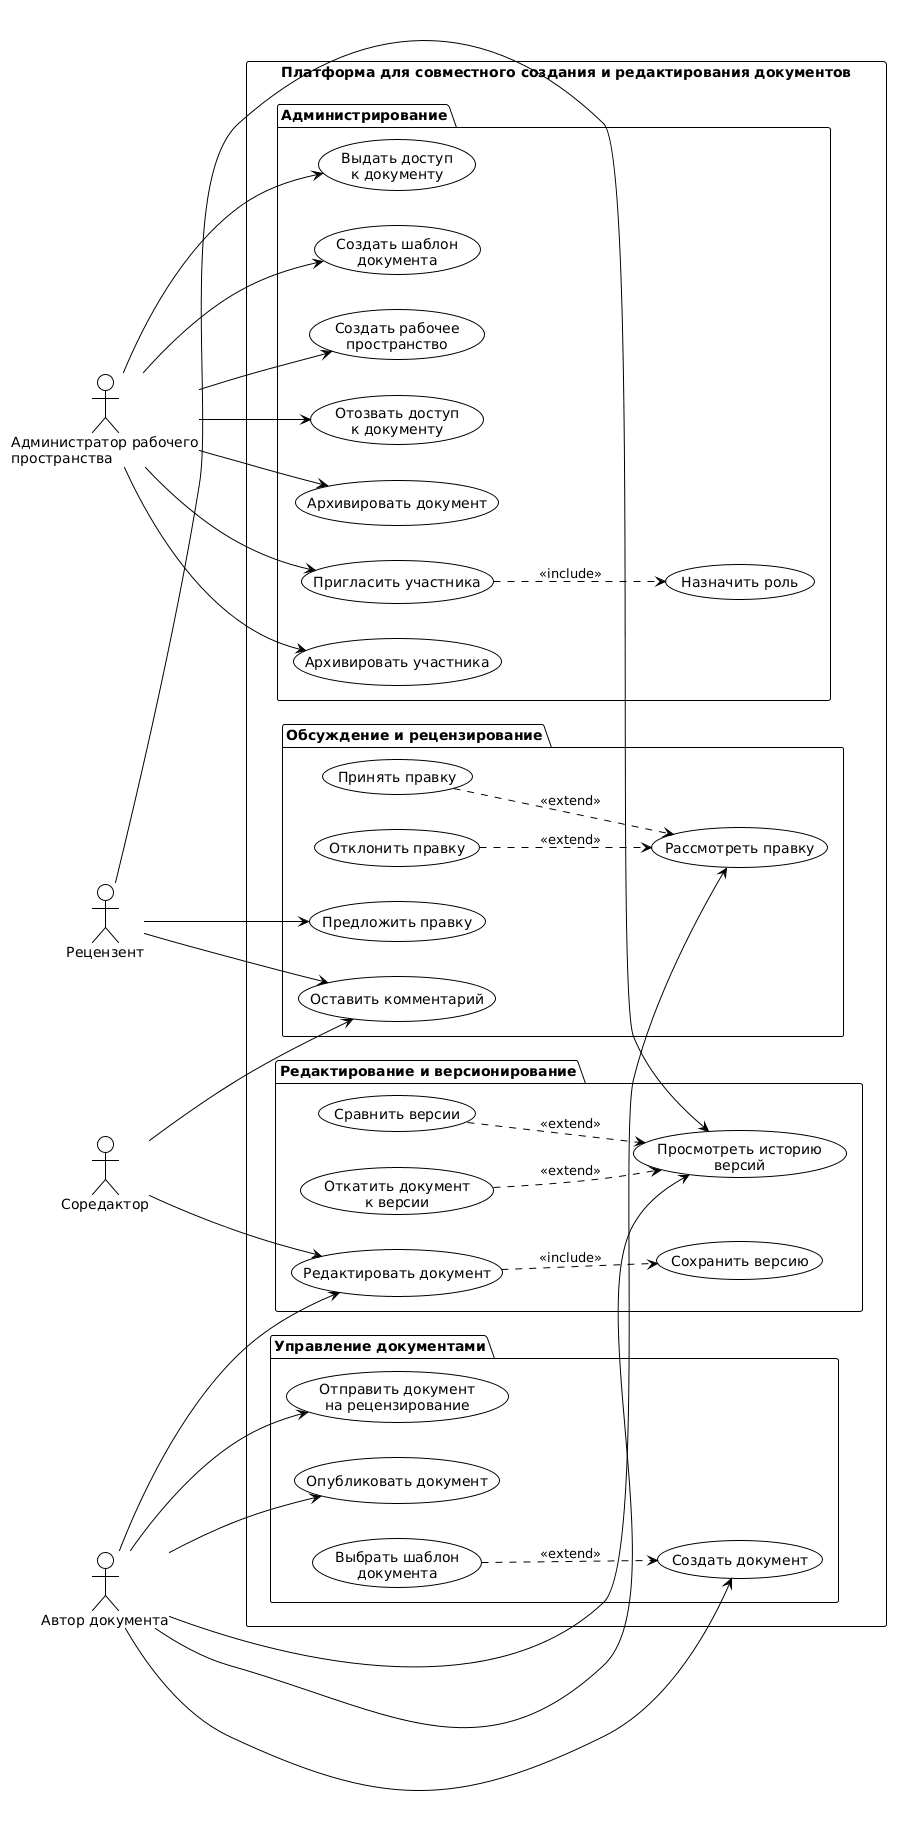 Платформа для совместного создания и редактирования документов
Администрирование
Выдать доступ
к документу
Создать шаблон
документа
Создать рабочее
пространство
Отозвать доступ
к документу
Администратор рабочего
пространства
Архивировать документ
Пригласить участника
«include»
Назначить роль
Архивировать участника
Обсуждение и рецензирование
Принять правку
«extend»
Отклонить правку
«extend»
Рассмотреть правку
Предложить правку
Рецензент
Оставить комментарий
Редактирование и версионирование
Сравнить версии
«extend»
Просмотреть историю
версий
Откатить документ
к версии
«extend»
Соредактор
Редактировать документ
«include»
Сохранить версию
Управление документами
Отправить документ
на рецензирование
Опубликовать документ
Выбрать шаблон
документа
«extend»
Создать документ
Автор документа